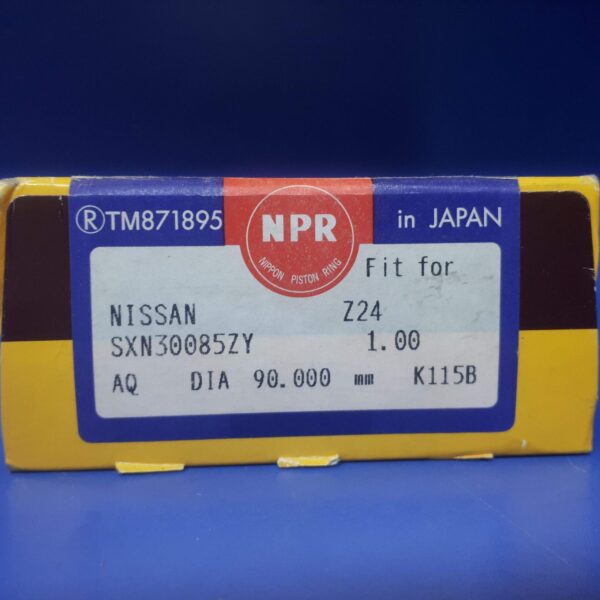 ®TM871895 NPR in JAPAN
NIPPON PISTON RING
Fit for
NISSAN Z24
SXN30085ZY 1.00
AQ DIA 90.000 mm K115B